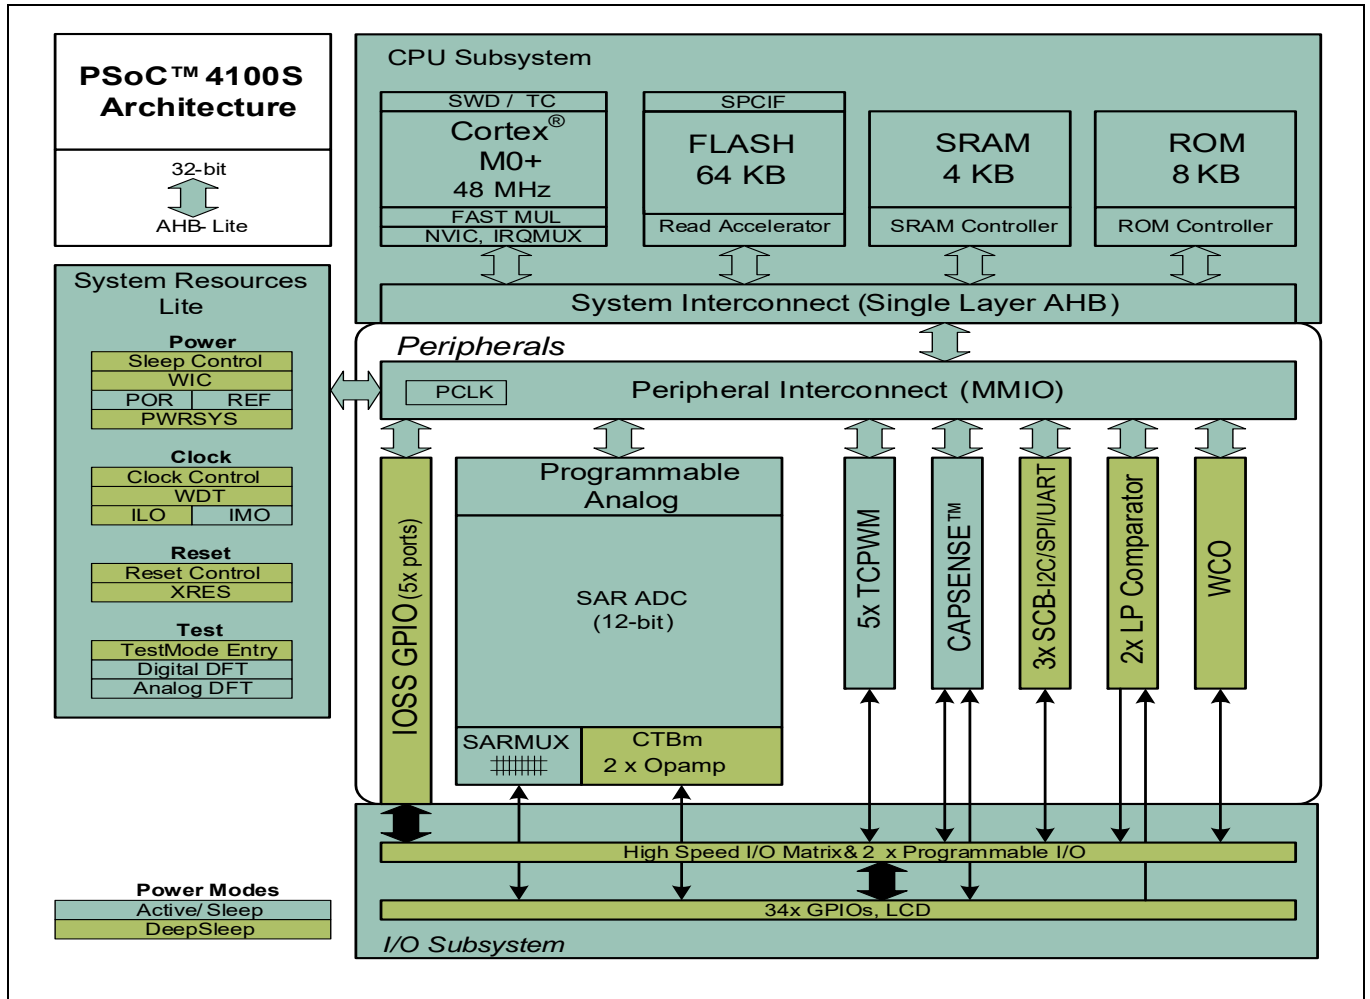 PSoC™ 4100S
Architecture
32-bit
AHB- Lite
CPU Subsystem
SWD / TC
Cortex®
M0+
48 MHz
FAST MUL
NVIC, IRQMUX
SPCIF
FLASH
64 KB
Read Accelerator
SRAM
4 KB
SRAM Controller
ROM
8 KB
ROM Controller
System Interconnect (Single Layer AHB)
System Resources
Lite
Power
Sleep Control
WIC
POR REF
PWRSYS
Clock
Clock Control
WDT
ILO IMO
Reset
Reset Control
XRES
Test
TestMode Entry
Digital DFT
Analog DFT
Peripherals
PCLK
Peripheral Interconnect (MMIO)
IOSS GPIO (5x ports)
Programmable
Analog
SAR ADC
(12-bit)
SARMUX
CTBm
2 x Opamp
5x TCPWM
CAPSENSE™
3x SCB-I2C/SPI/UART
2x LP Comparator
WCO
High Speed I/O Matrix& 2 x Programmable I/O
34x GPIOs, LCD
I/O Subsystem
Power Modes
Active/ Sleep
DeepSleep